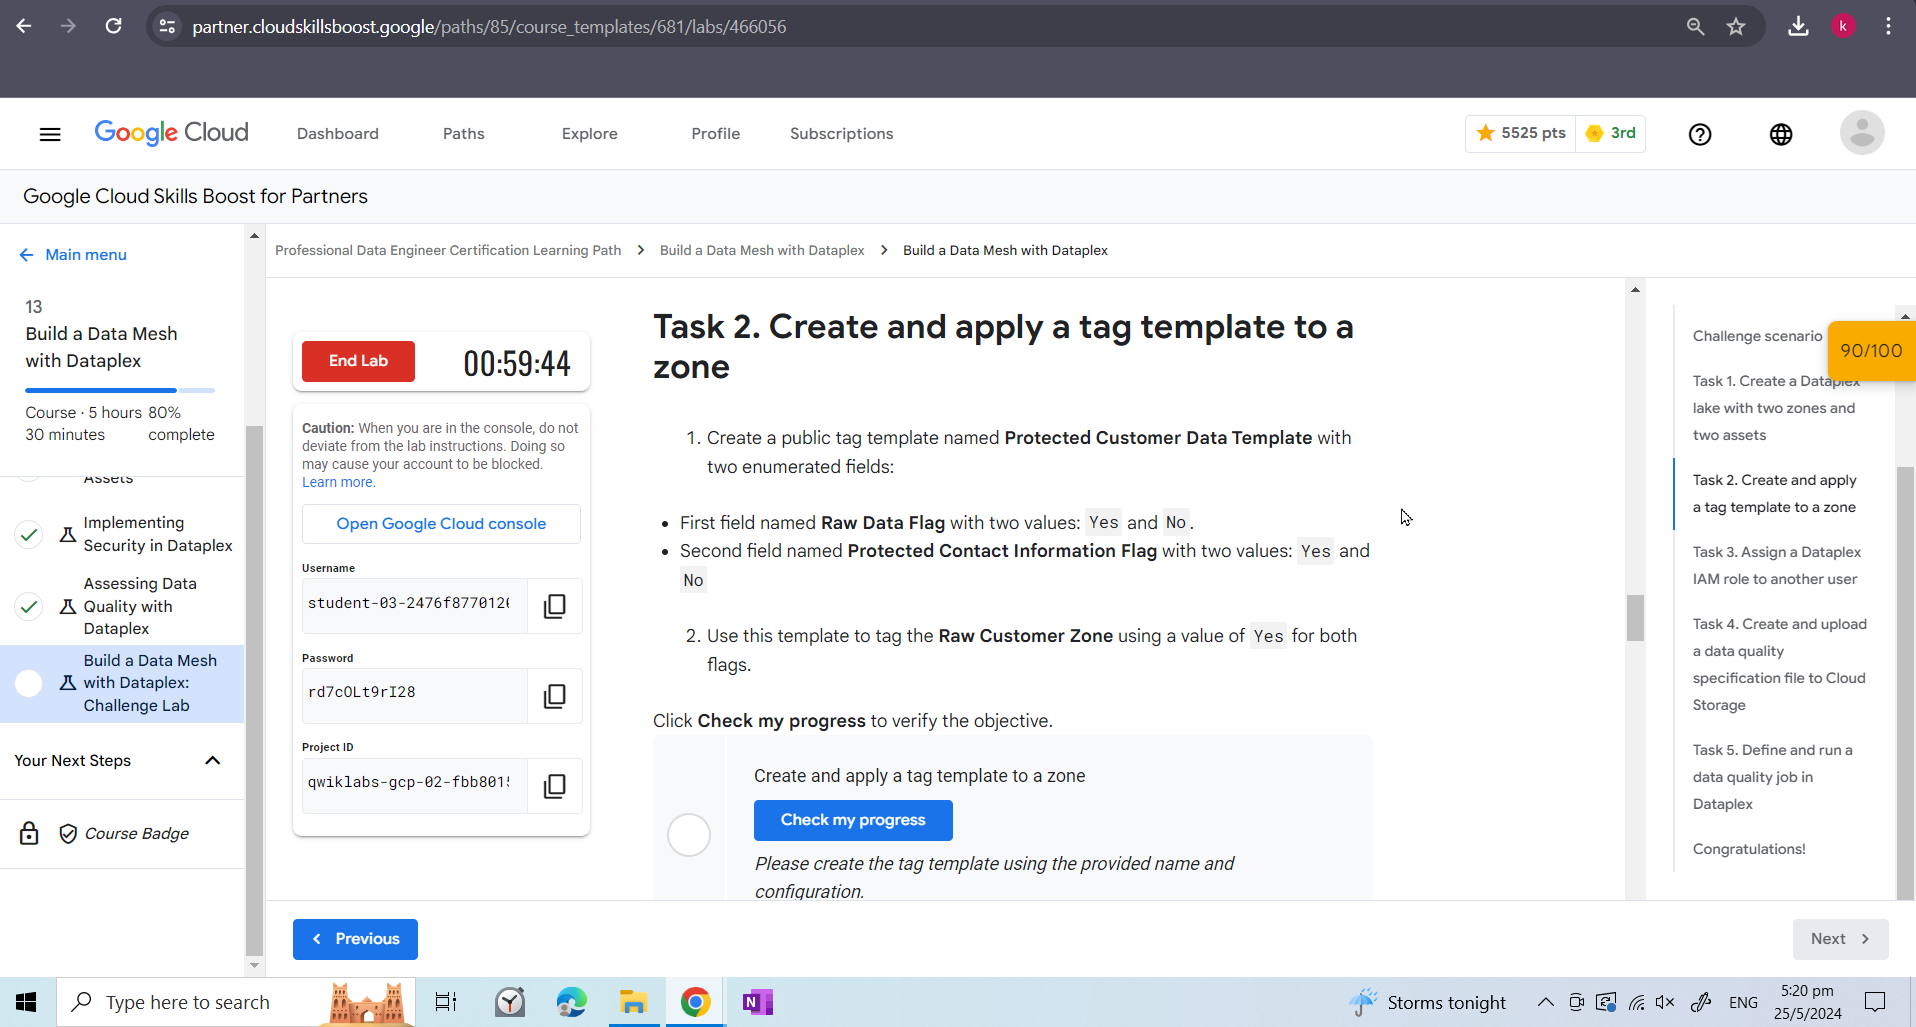 partner.cloudskillsboost.google/paths/85/course_templates/681/labs/466056
k
Google Cloud
Dashboard
Paths
Explore
Profile
Subscriptions
5525 pts
3rd
Google Cloud Skills Boost for Partners
Main menu
13
Build a Data Mesh
with Dataplex
Course · 5 hours
30 minutes
80%
complete
Assets
Implementing
Security in Dataplex
Assessing Data
Quality with
Dataplex
Build a Data Mesh
with Dataplex:
Challenge Lab
Your Next Steps
Course Badge
Professional Data Engineer Certification Learning Path
Build a Data Mesh with Dataplex
Build a Data Mesh with Dataplex
End Lab
00:59:44
Caution: When you are in the console, do not
deviate from the lab instructions. Doing so
may cause your account to be blocked.
Learn more.
Open Google Cloud console
Username
student-03-2476f8770126
Password
rd7cOLt9rI28
Project ID
qwiklabs-gcp-02-fbb8015
Task 2. Create and apply a tag template to a
zone
1. Create a public tag template named Protected Customer Data Template with
two enumerated fields:
• First field named Raw Data Flag with two values: Yes and No.
• Second field named Protected Contact Information Flag with two values: Yes and
No
2. Use this template to tag the Raw Customer Zone using a value of Yes for both
flags.
Click Check my progress to verify the objective.
Create and apply a tag template to a zone
Check my progress
Please create the tag template using the provided name and
configuration.
Challenge scenario
90/100
Task 1. Create a Dataplex
lake with two zones and
two assets
Task 2. Create and apply
a tag template to a zone
Task 3. Assign a Dataplex
IAM role to another user
Task 4. Create and upload
a data quality
specification file to Cloud
Storage
Task 5. Define and run a
data quality job in
Dataplex
Congratulations!
Previous
Next
Type here to search
N
Storms tonight
ENG
5:20 pm
25/5/2024